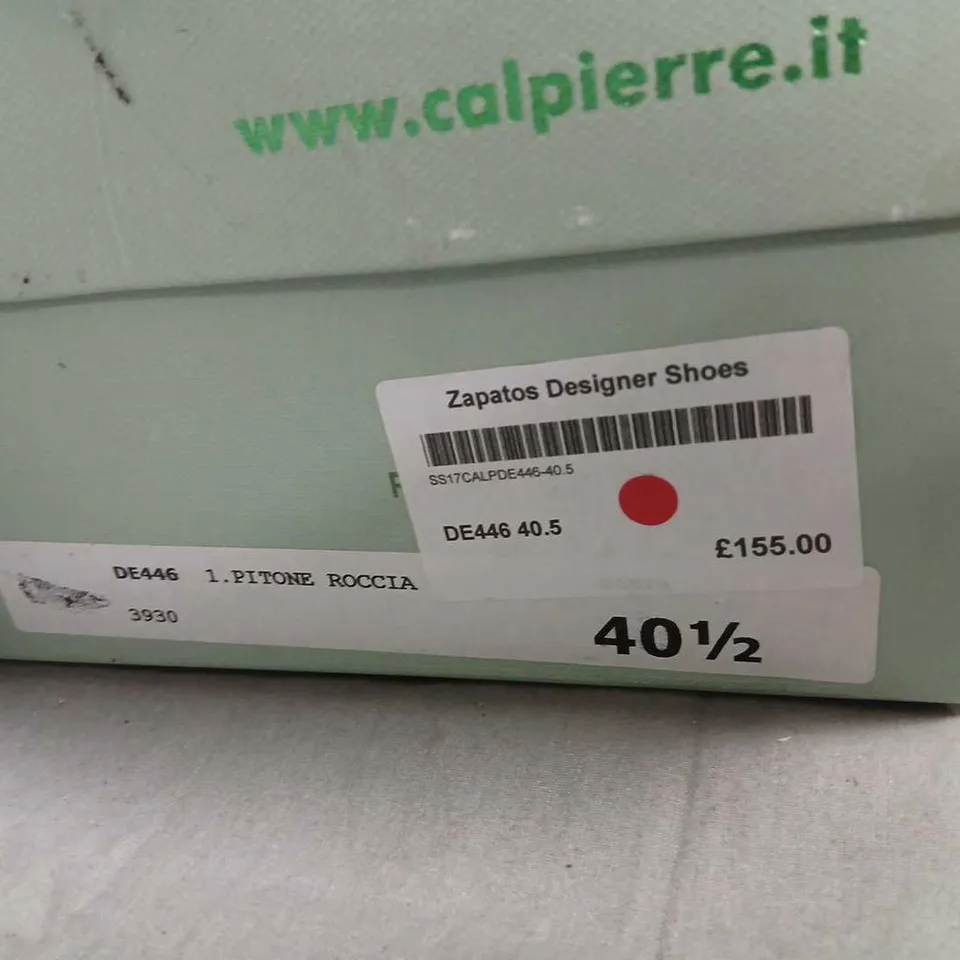 www.calpierre.it
Zapatos Designer Shoes
SS17CALPDE446-40.5
DE446 40.5
£155.00
DE446 1.PITONE ROCCIA
3930
40½